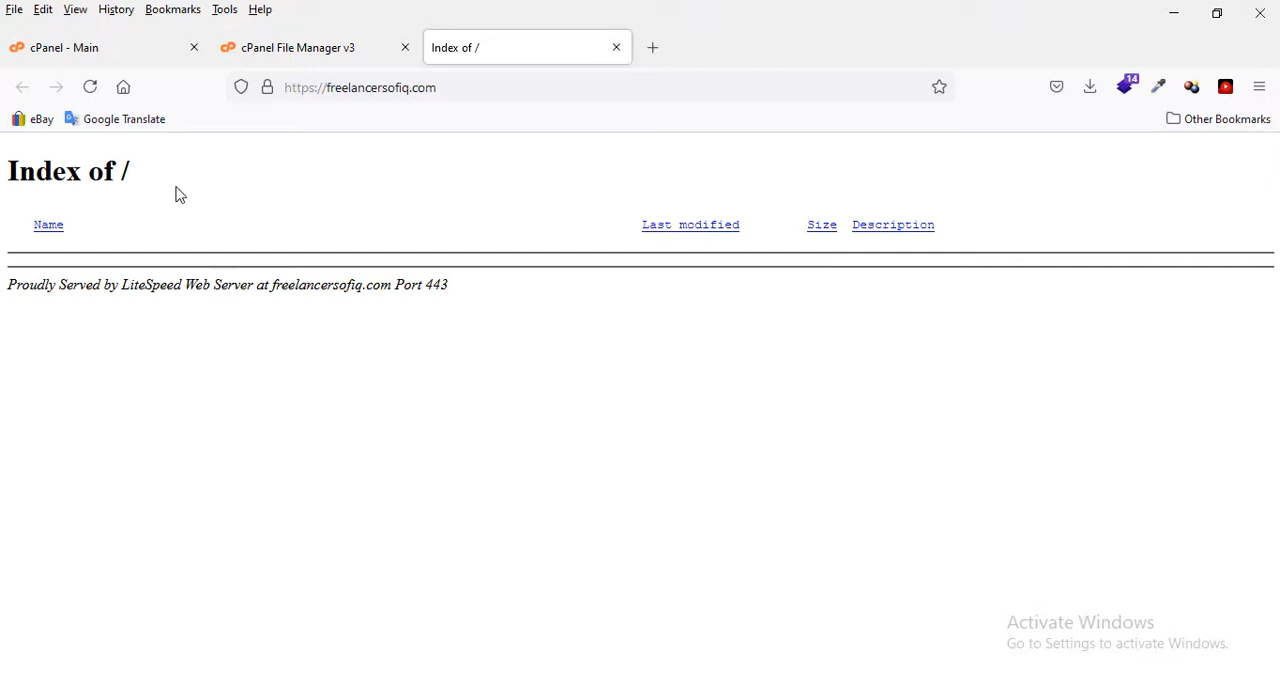 File Edit View History Bookmarks Tools Help
cPanel - Main cPanel File Manager v3 Index of /
https://freelancersofiq.com 14
eBay Google Translate Other Bookmarks
Index of /
Name Last modified Size Description
Proudly Served by LiteSpeed Web Server at freelancersofiq.com Port 443
Activate Windows
Go to Settings to activate Windows.